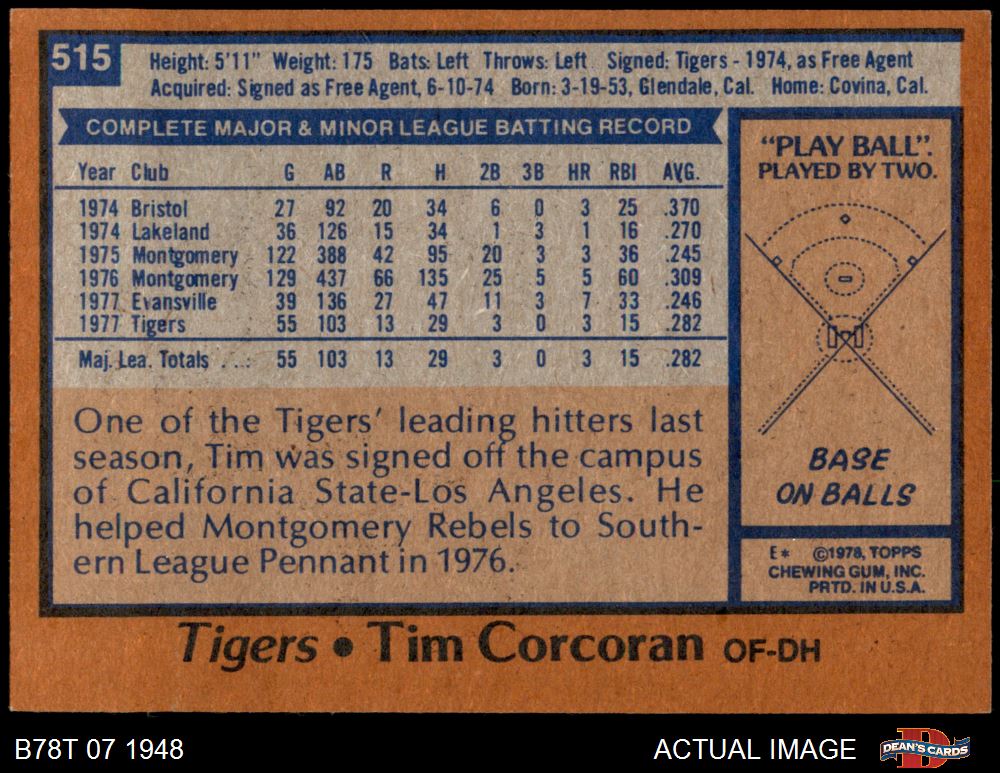 515
Height: 5'11" Weight: 175 Bats: Left Throws: Left Signed: Tigers - 1974, as Free Agent
Acquired: Signed as Free Agent, 6-10-74 Born: 3-19-53, Glendale, Cal. Home: Covina, Cal.
COMPLETE MAJOR & MINOR LEAGUE BATTING RECORD
Year Club G AB R H 2B 3B HR RBI AVG.
1974 Bristol 27 92 20 34 6 0 3 25 .370
1974 Lakeland 36 126 15 34 1 3 1 16 .270
1975 Montgomery 122 388 42 95 20 3 3 36 .245
1976 Montgomery 129 437 66 135 25 5 5 60 .309
1977 Evansville 39 136 27 47 11 3 7 33 .246
1977 Tigers 55 103 13 29 3 0 3 15 .282
Maj. Lea. Totals . . . . 55 103 13 29 3 0 3 15 .282
One of the Tigers' leading hitters last
season, Tim was signed off the campus
of California State-Los Angeles. He
helped Montgomery Rebels to South-
ern League Pennant in 1976.
"PLAY BALL".
PLAYED BY TWO.
BASE
ON BALLS
E* ©1978, TOPPS
CHEWING GUM, INC.
PRTD. IN U.S.A.
Tigers • Tim Corcoran OF-DH
B78T 07 1948
ACTUAL IMAGE
DEAN'S CARDS